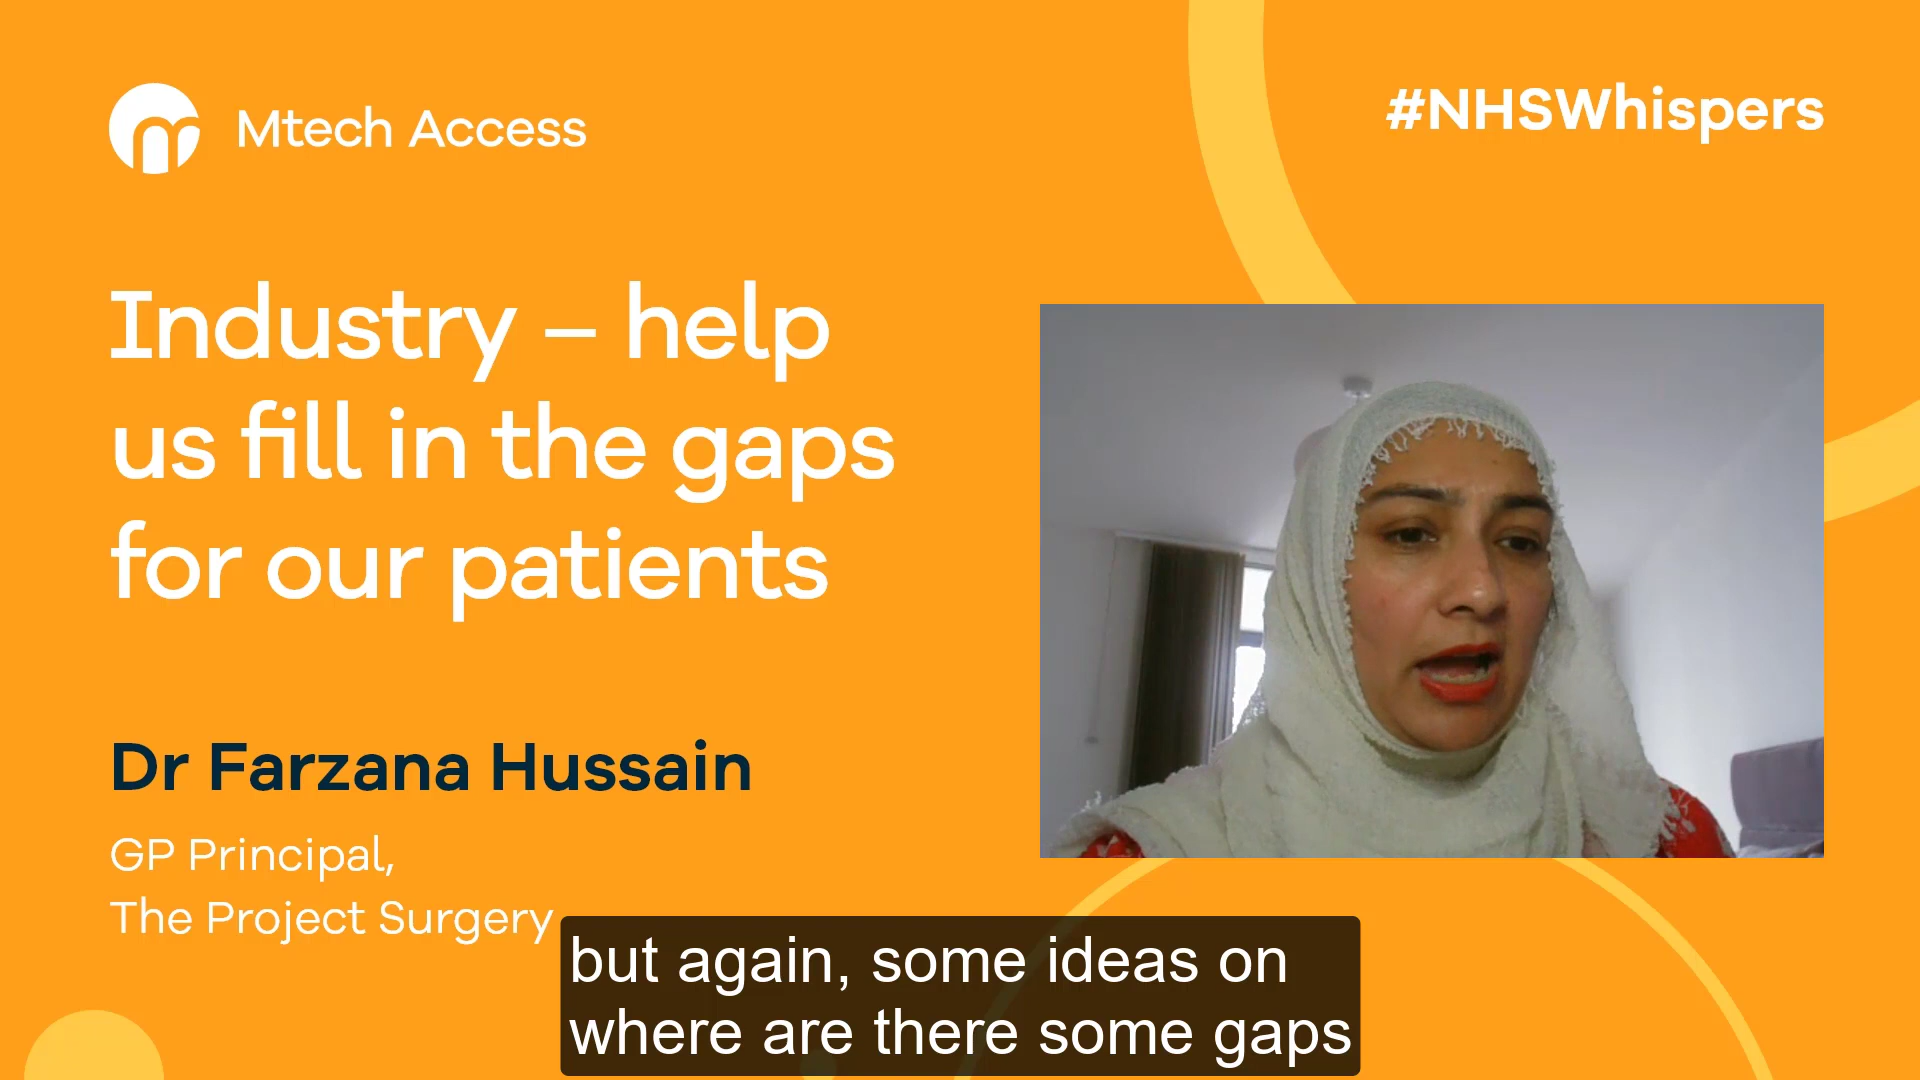 Mtech Access
#NHSWhispers
Industry – help
us fill in the gaps
for our patients
Dr Farzana Hussain
GP Principal,
The Project Surgery
but again, some ideas on
where are there some gaps